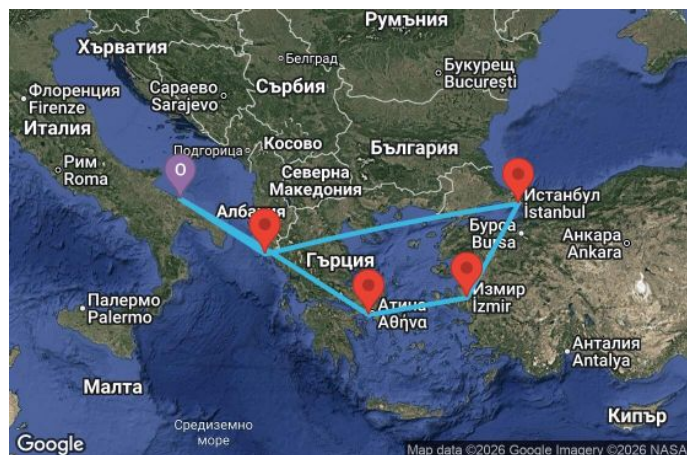 Румъния
Хърватия
Белград
Букурещ
Bucureşti
Флоренция
Firenze
Сараево
Sarajevo
Сърбия
Италия
Косово
България
Подгорица
Рим
Roma
О
Северна
Македония
Истанбул
İstanbul
Албания
Бурса
Bursa
Анкара
Ankara
Гърция
Измир
İzmir
Палермо
Palermo
Атина
Αθήνα
Анталия
Antalya
Малта
Кипър
Средиземно
море
Google
Map data ©2026 Google Imagery ©2026 NASA